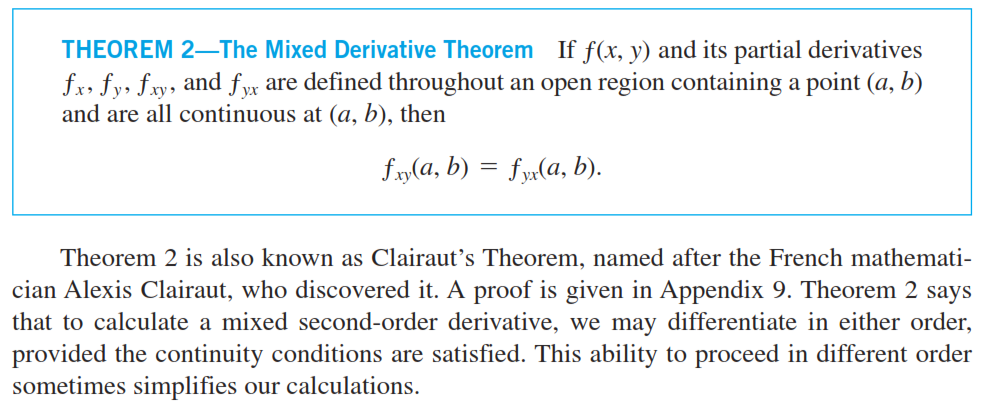 THEOREM 2—The Mixed Derivative Theorem If f(x, y) and its partial derivatives
fx, fy, fxy, and fyx are defined throughout an open region containing a point (a, b)
and are all continuous at (a, b), then
fxy(a, b) = fyx(a, b).
Theorem 2 is also known as Clairaut's Theorem, named after the French mathemati-
cian Alexis Clairaut, who discovered it. A proof is given in Appendix 9. Theorem 2 says
that to calculate a mixed second-order derivative, we may differentiate in either order,
provided the continuity conditions are satisfied. This ability to proceed in different order
sometimes simplifies our calculations.